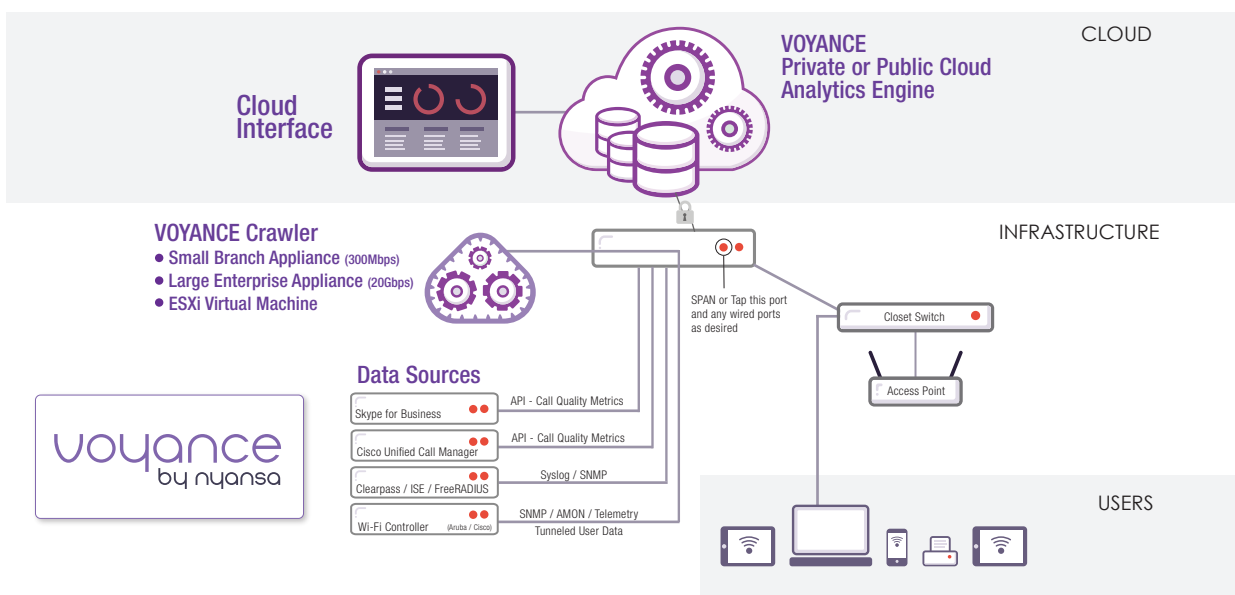 CLOUD
VOYANCE
Private or Public Cloud
Analytics Engine
Cloud
Interface
INFRASTRUCTURE
VOYANCE Crawler
• Small Branch Appliance (300Mbps)
• Large Enterprise Appliance (20Gbps)
• ESXi Virtual Machine
SPAN or Tap this port
and any wired ports
as desired
Closet Switch
Access Point
Data Sources
Skype for Business
API - Call Quality Metrics
Cisco Unified Call Manager
API - Call Quality Metrics
Clearpass / ISE / FreeRADIUS
Syslog / SNMP
Wi-Fi Controller (Aruba / Cisco)
SNMP / AMON / Telemetry
Tunneled User Data
voyance
by nyansa
USERS